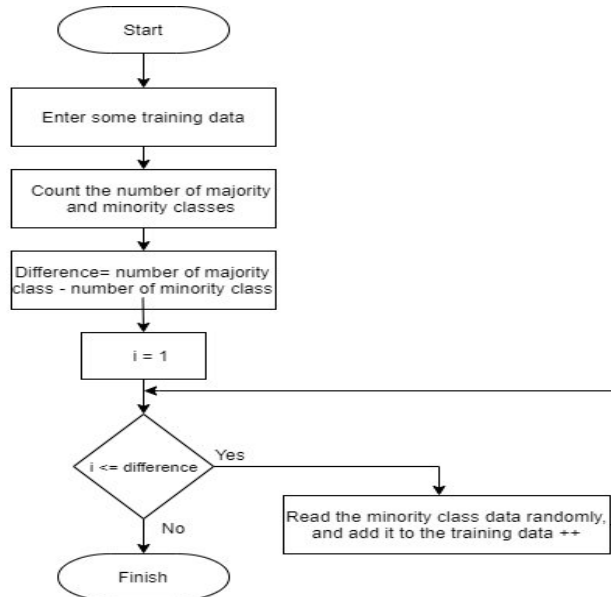 Start
Enter some training data
Count the number of majority
and minority classes
Difference= number of majority
class - number of minority class
i = 1
i <= difference
Yes
Read the minority class data randomly,
and add it to the training data ++
No
Finish